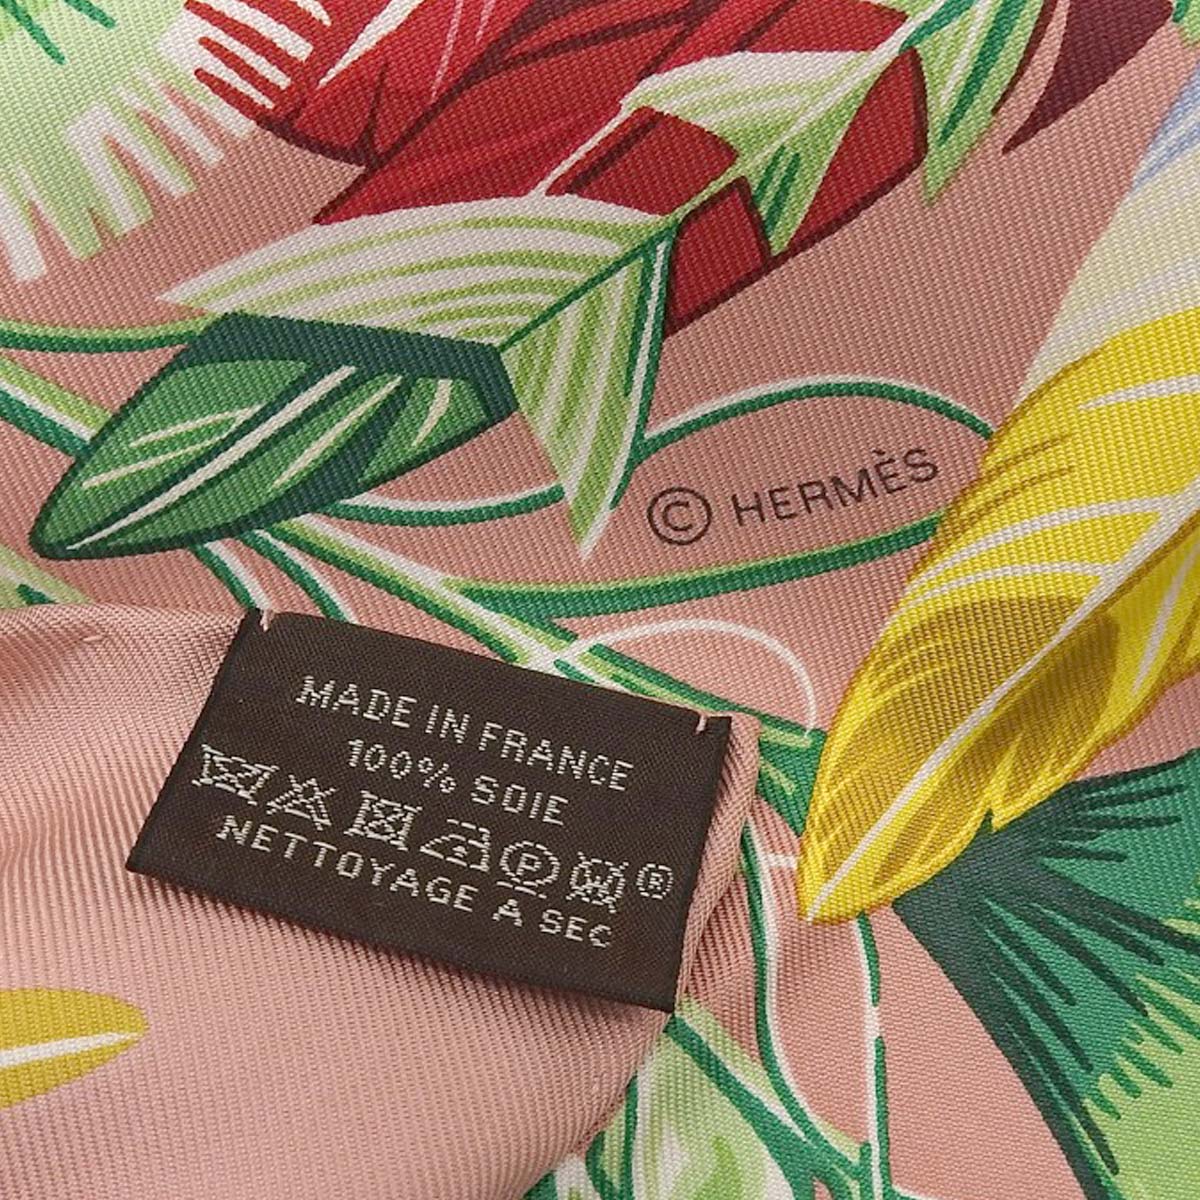 © HERMÈS
MADE IN FRANCE
100% SOIE
P ®
NETTOYAGE A SEC